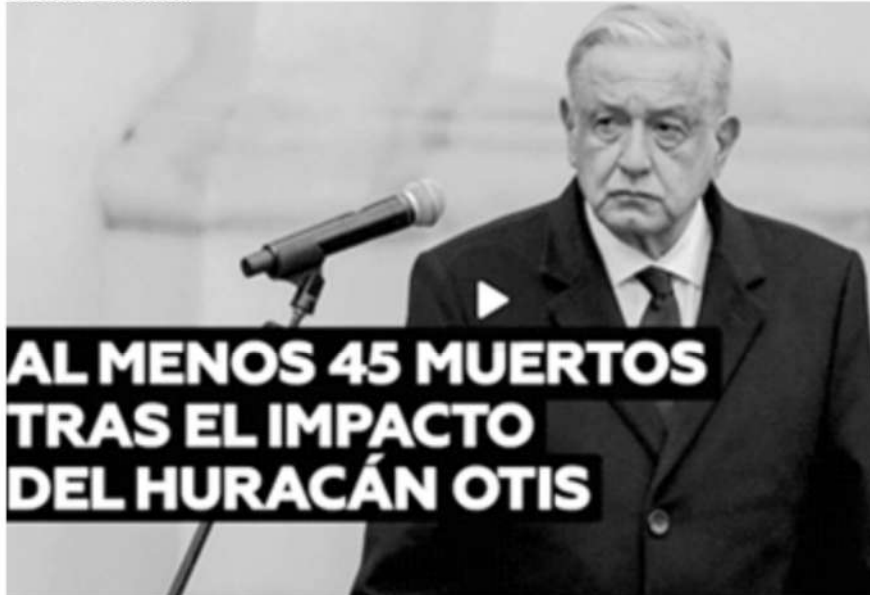 AL MENOS 45 MUERTOS
TRAS EL IMPACTO
DEL HURACÁN OTIS